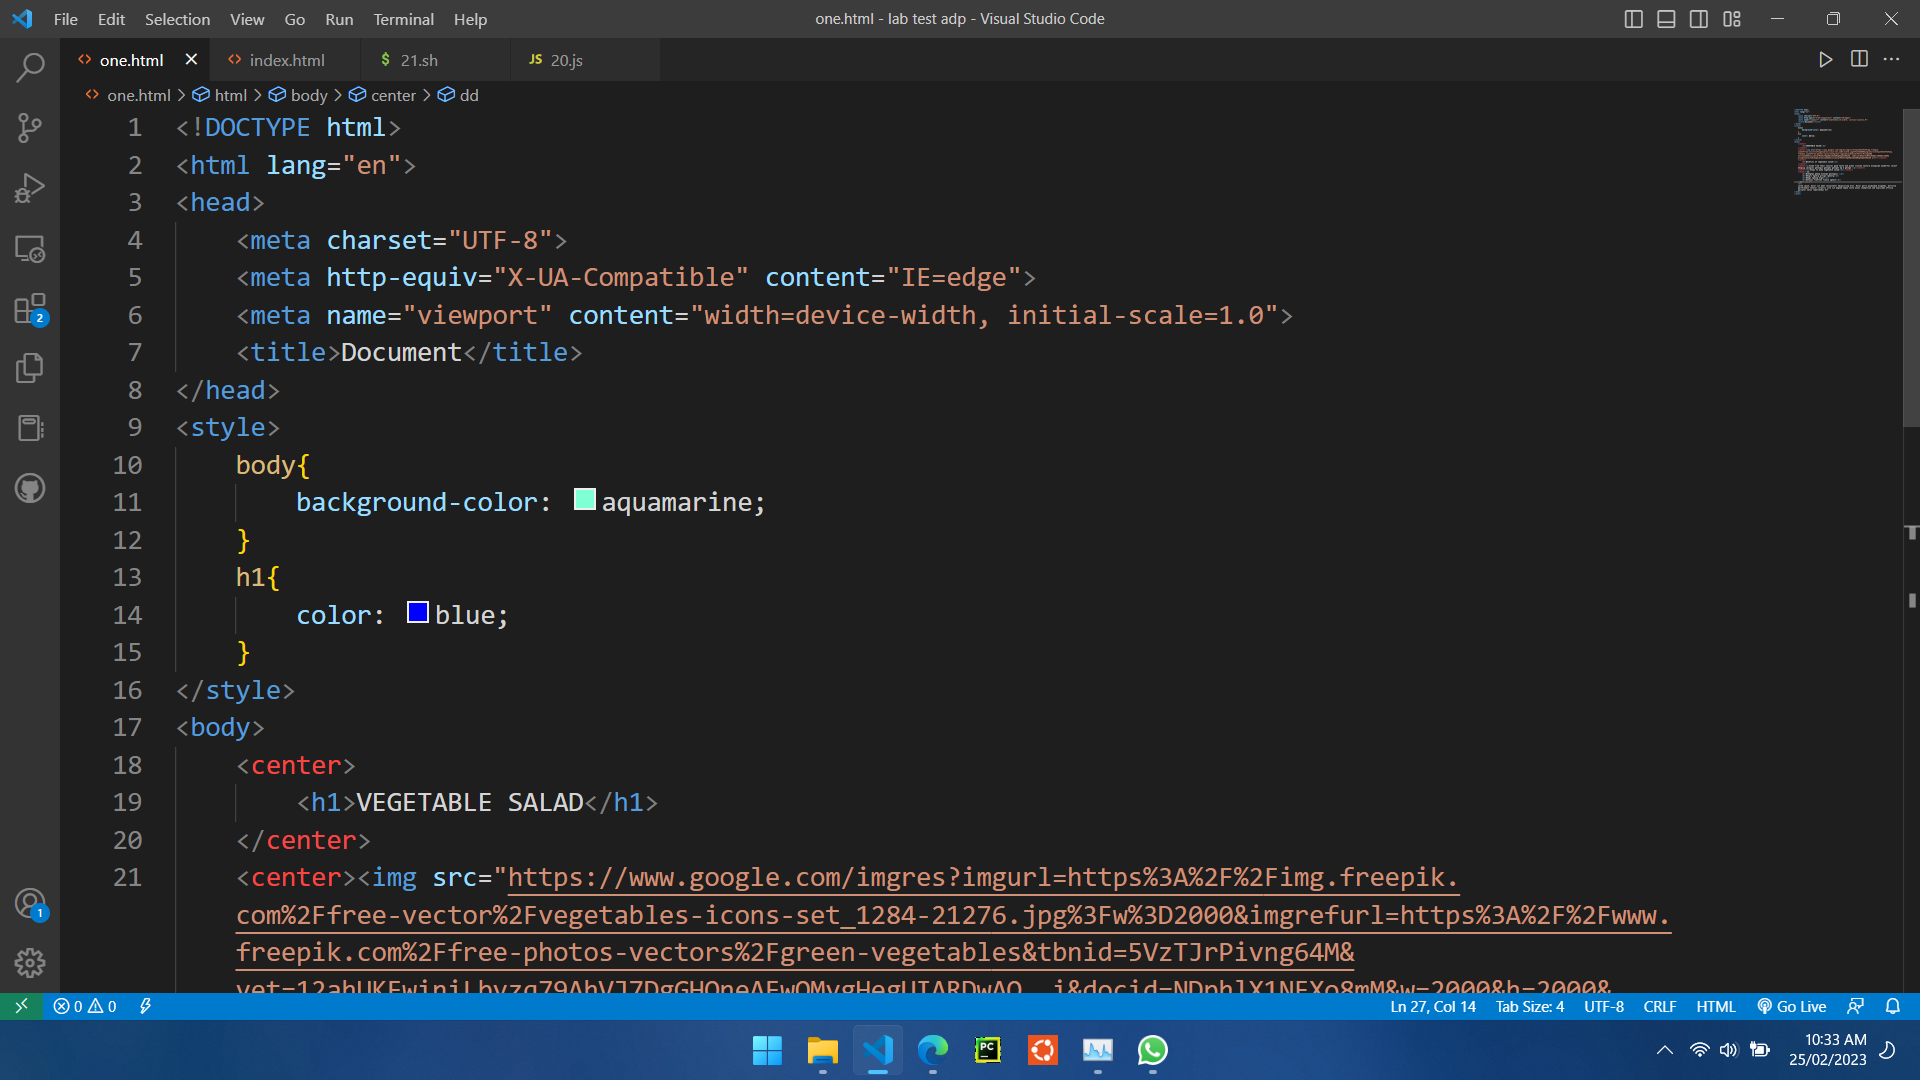 File Edit Selection View Go Run Terminal Help
one.html - lab test adp - Visual Studio Code
one.html index.html $ 21.sh JS 20.js
one.html > html > body > center > dd
1 <!DOCTYPE html>
2 <html lang="en">
3 <head>
4 <meta charset="UTF-8">
5 <meta http-equiv="X-UA-Compatible" content="IE=edge">
6 <meta name="viewport" content="width=device-width, initial-scale=1.0">
7 <title>Document</title>
8 </head>
9 <style>
10 body{
11 background-color: aquamarine;
12 }
13 h1{
14 color: blue;
15 }
16 </style>
17 <body>
18 <center>
19 <h1>VEGETABLE SALAD</h1>
20 </center>
21 <center><img src="https://www.google.com/imgres?imgurl=https%3A%2F%2Fimg.freepik.
com%2Ffree-vector%2Fvegetables-icons-set_1284-21276.jpg%3Fw%3D2000&imgrefurl=https%3A%2F%2Fwww.
freepik.com%2Ffree-photos-vectors%2Fgreen-vegetables&tbnid=5VzTJrPivng64M&
2
1
0 0
Ln 27, Col 14 Tab Size: 4 UTF-8 CRLF HTML Go Live
PC
10:33 AM
25/02/2023